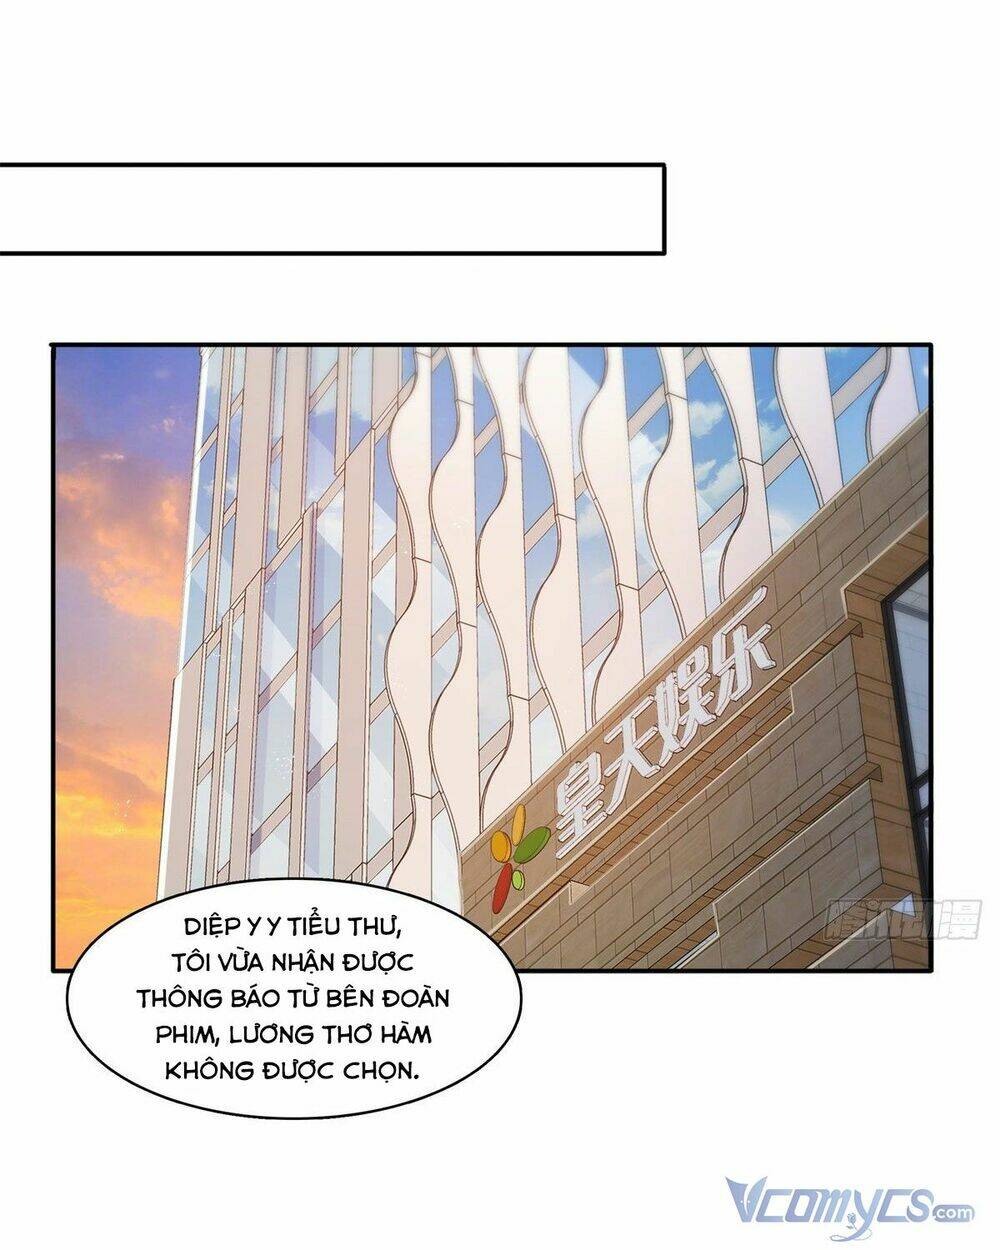 皇天娱乐
DIỆP Y Y TIỂU THƯ,
TÔI VỪA NHẬN ĐƯỢC
THÔNG BÁO TỪ BÊN ĐOÀN
PHIM, LƯƠNG THƠ HÀM
KHÔNG ĐƯỢC CHỌN.
VCOMYCS.com